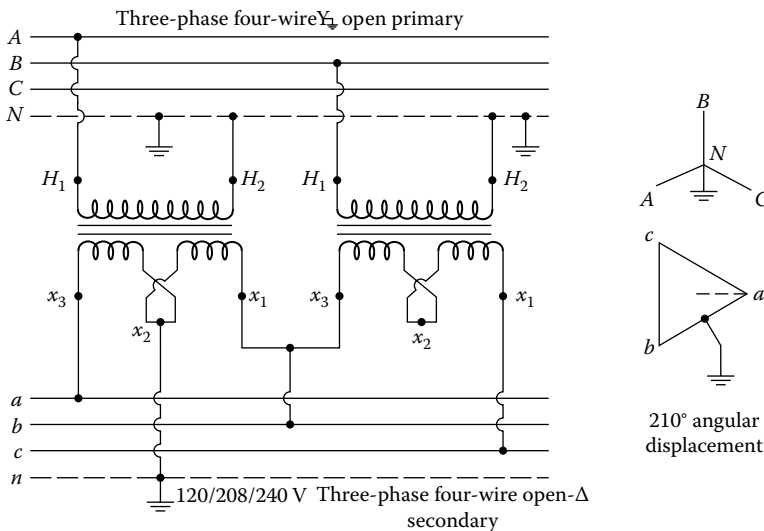 Three-phase four-wireY open primary
A
B
C
N
H1
H2
H1
H2
x3
x2
x1
x3
x2
x1
a
b
c
n
120/208/240 V Three-phase four-wire open-Δ
secondary
B
N
A
C
c
a
b
210° angular
displacement